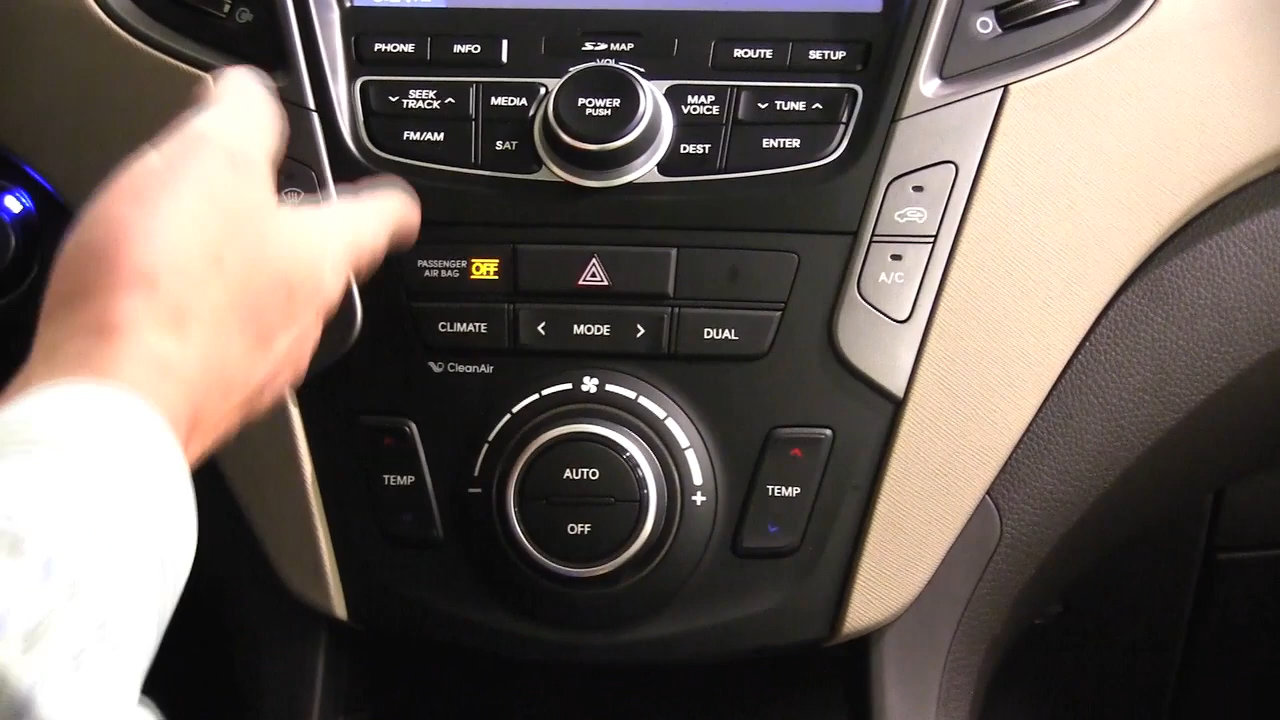 PHONE
INFO
SD MAP
ROUTE
SETUP
VOL
SEEK
TRACK
MEDIA
POWER
PUSH
MAP
VOICE
TUNE
FM/AM
SAT
DEST
ENTER
PASSENGER
AIR BAG
OFF
A/C
CLIMATE
MODE
DUAL
CleanAir
AUTO
TEMP
TEMP
OFF